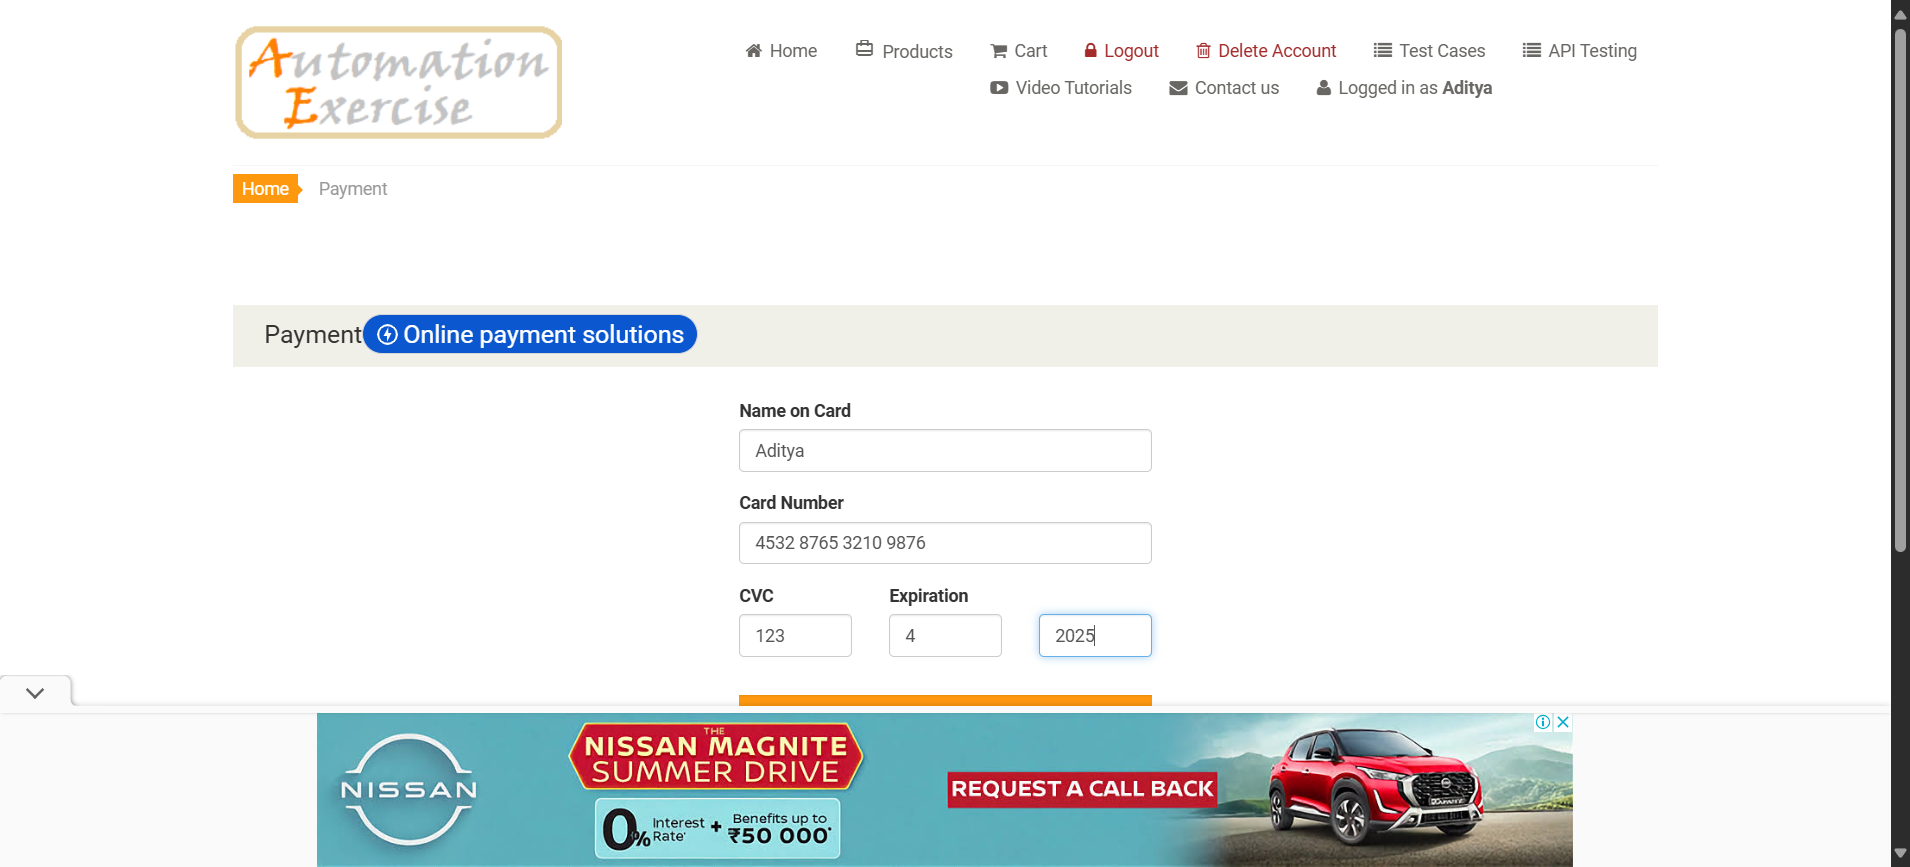 Automation
Exercise
Home
Products
Cart
Logout
Delete Account
Test Cases
API Testing
Video Tutorials
Contact us
Logged in as Aditya
Home
Payment
Payment
Online payment solutions
Name on Card
Aditya
Card Number
4532 8765 3210 9876
CVC
Expiration
123
4
2025
NISSAN
THE
NISSAN MAGNITE
SUMMER DRIVE
0% Interest Rate* + Benefits up to ₹50 000*
REQUEST A CALL BACK